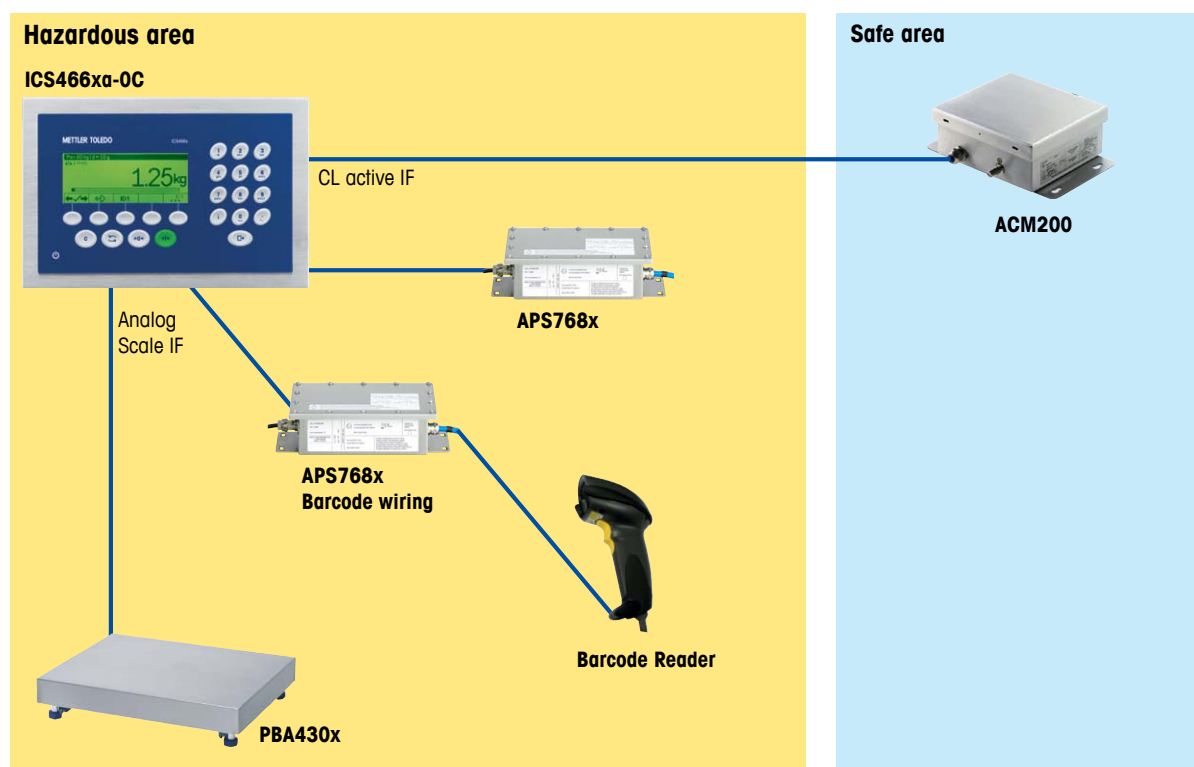 Hazardous area
Safe area
ICS466xa-0C
METTLER TOLEDO
ICS466x
1.25kg
CL active IF
ACM200
APS768x
Analog
Scale IF
APS768x
Barcode wiring
Barcode Reader
PBA430x